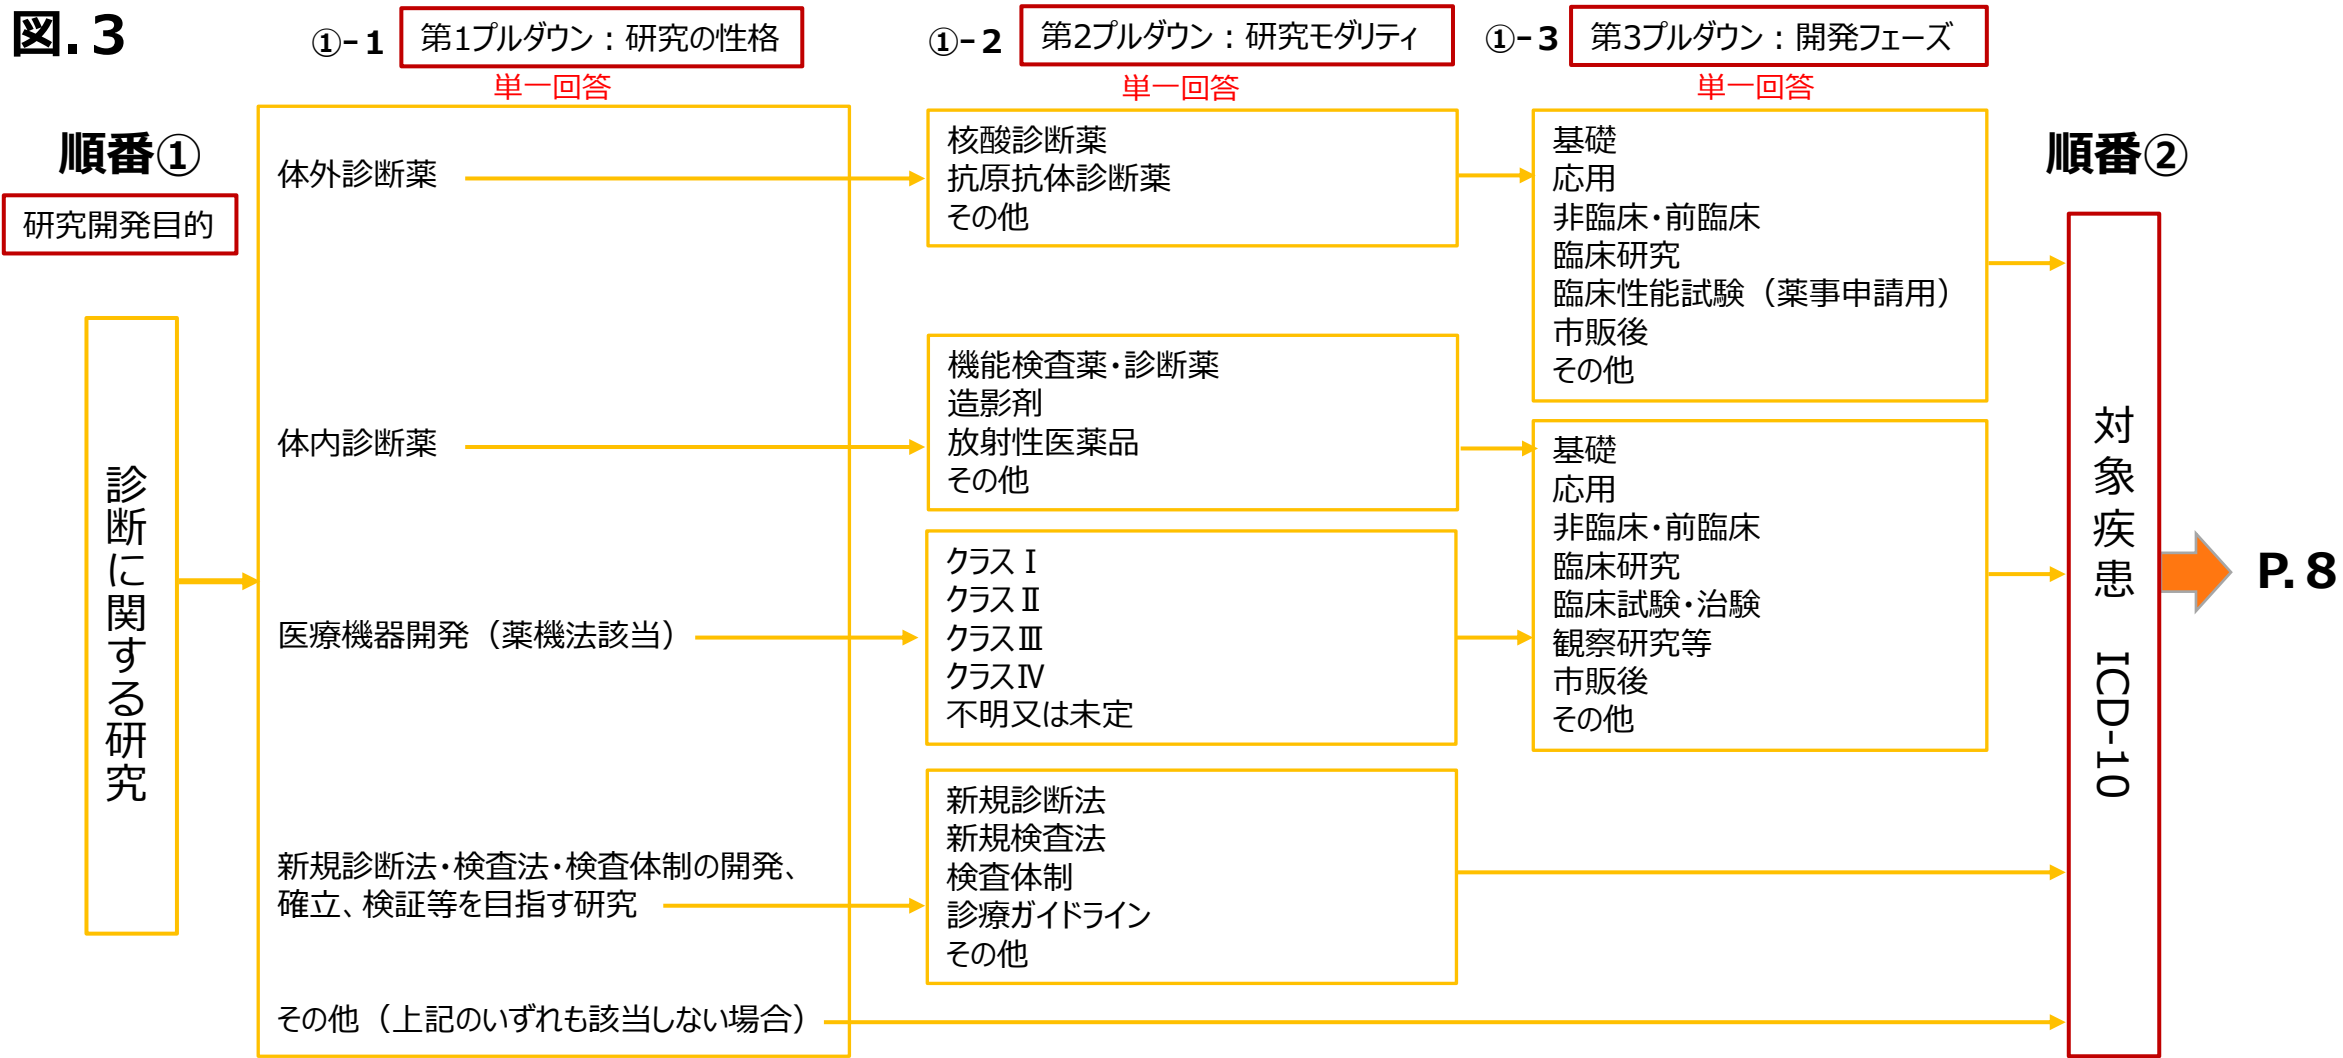 図.3
①-1
第1プルダウン：研究の性格
単一回答
①-2
第2プルダウン：研究モダリティ
単一回答
①-3
第3プルダウン：開発フェーズ
単一回答
順番①
研究開発目的
診断に関する研究
体外診断薬
体内診断薬
医療機器開発（薬機法該当）
新規診断法・検査法・検査体制の開発、
確立、検証等を目指す研究
その他（上記のいずれも該当しない場合）
核酸診断薬
抗原抗体診断薬
その他
機能検査薬・診断薬
造影剤
放射性医薬品
その他
クラスⅠ
クラスⅡ
クラスⅢ
クラスⅣ
不明又は未定
新規診断法
新規検査法
検査体制
診療ガイドライン
その他
基礎
応用
非臨床・前臨床
臨床研究
臨床性能試験（薬事申請用）
市販後
その他
基礎
応用
非臨床・前臨床
臨床研究
臨床試験・治験
観察研究等
市販後
その他
順番②
対象疾患　ICD-10
P.8